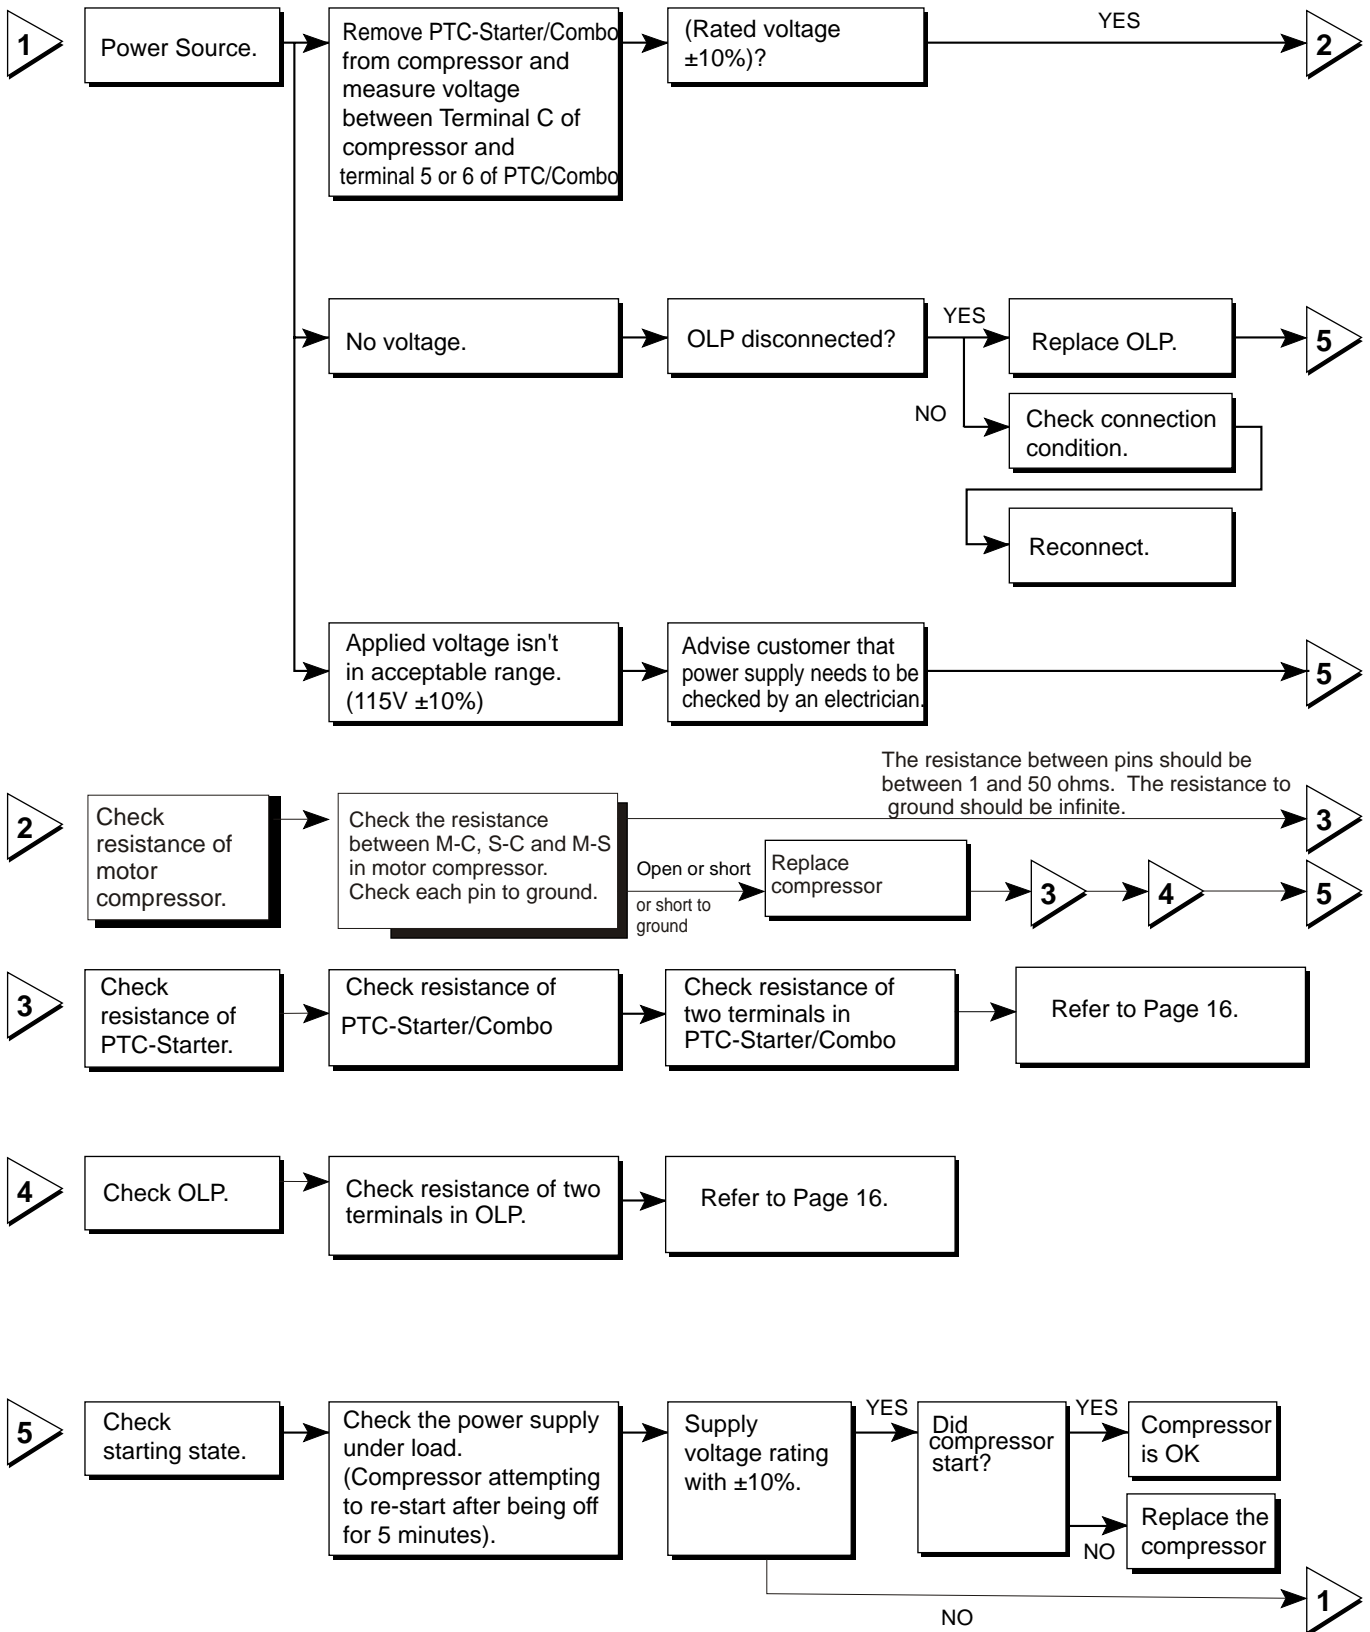 1
Power Source.
Remove PTC-Starter/Combo
from compressor and
measure voltage
between Terminal C of
compressor and
terminal 5 or 6 of PTC/Combo
(Rated voltage
±10%)?
YES
2
No voltage.
OLP disconnected?
YES
Replace OLP.
5
NO
Check connection
condition.
Reconnect.
Applied voltage isn't
in acceptable range.
(115V ±10%)
Advise customer that
power supply needs to be
checked by an electrician.
5
2
Check
resistance of
motor
compressor.
Check the resistance
between M-C, S-C and M-S
in motor compressor.
Check each pin to ground.
The resistance between pins should be
between 1 and 50 ohms.  The resistance to
ground should be infinite.
3
Open or short
or short to
ground
Replace
compressor
3
4
5
3
Check
resistance of
PTC-Starter.
Check resistance of
PTC-Starter/Combo
Check resistance of
two terminals in
PTC-Starter/Combo
Refer to Page 16.
4
Check OLP.
Check resistance of two
terminals in OLP.
Refer to Page 16.
5
Check
starting state.
Check the power supply
under load.
(Compressor attempting
to re-start after being off
for 5 minutes).
Supply
voltage rating
with ±10%.
YES
Did
compressor
start?
YES
Compressor
is OK
NO
Replace the
compressor
NO
1